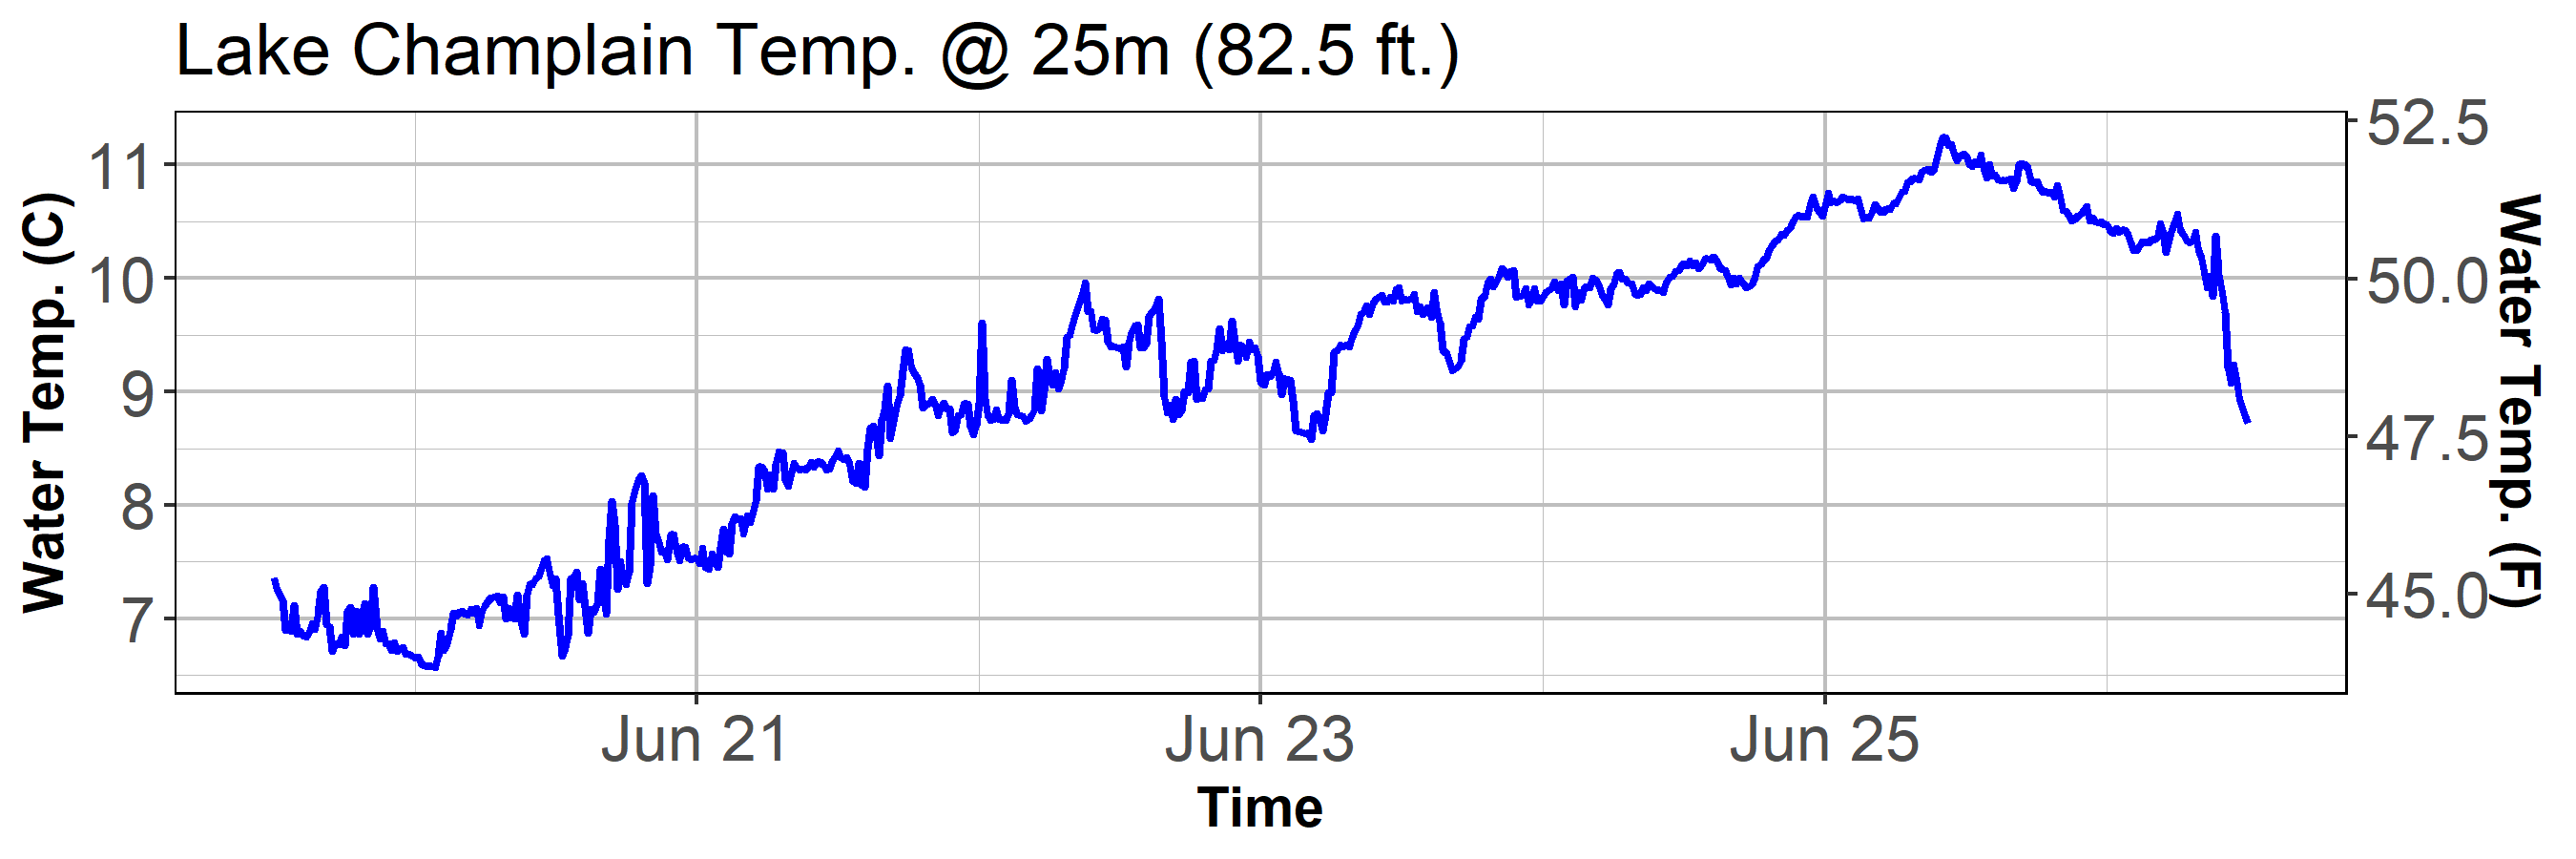 Lake Champlain Temp. @ 25m (82.5 ft.)
Water Temp. (C)
11
10
9
8
7
52.5
50.0
47.5
45.0
Water Temp. (F)
Jun 21
Jun 23
Jun 25
Time